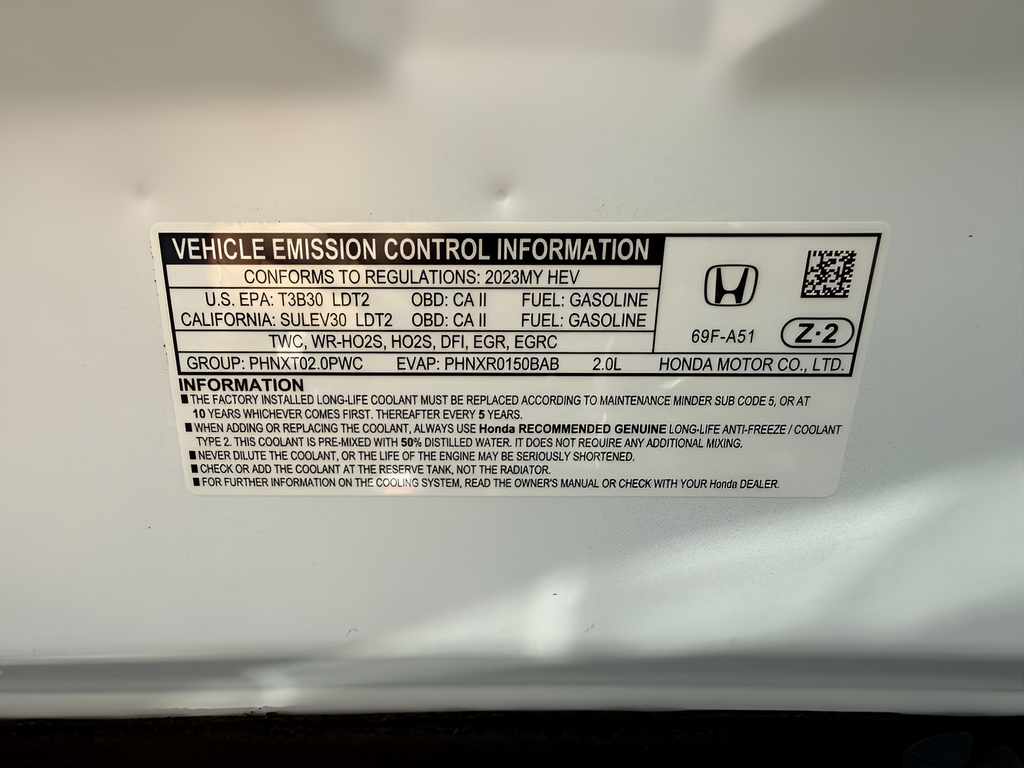 VEHICLE EMISSION CONTROL INFORMATION
CONFORMS TO REGULATIONS: 2023MY HEV
U.S. EPA: T3B30 LDT2 OBD: CA II FUEL: GASOLINE
CALIFORNIA: SULEV30 LDT2 OBD: CA II FUEL: GASOLINE
TWC, WR-HO2S, HO2S, DFI, EGR, EGRC
69F-A51 Z·2
GROUP: PHNXT02.0PWC EVAP: PHNXR0150BAB 2.0L HONDA MOTOR CO., LTD.
INFORMATION
■ THE FACTORY INSTALLED LONG-LIFE COOLANT MUST BE REPLACED ACCORDING TO MAINTENANCE MINDER SUB CODE 5, OR AT
10 YEARS WHICHEVER COMES FIRST. THEREAFTER EVERY 5 YEARS.
■ WHEN ADDING OR REPLACING THE COOLANT, ALWAYS USE Honda RECOMMENDED GENUINE LONG-LIFE ANTI-FREEZE / COOLANT
TYPE 2. THIS COOLANT IS PRE-MIXED WITH 50% DISTILLED WATER. IT DOES NOT REQUIRE ANY ADDITIONAL MIXING.
■ NEVER DILUTE THE COOLANT, OR THE LIFE OF THE ENGINE MAY BE SERIOUSLY SHORTENED.
■ CHECK OR ADD THE COOLANT AT THE RESERVE TANK, NOT THE RADIATOR.
■ FOR FURTHER INFORMATION ON THE COOLING SYSTEM, READ THE OWNER'S MANUAL OR CHECK WITH YOUR Honda DEALER.